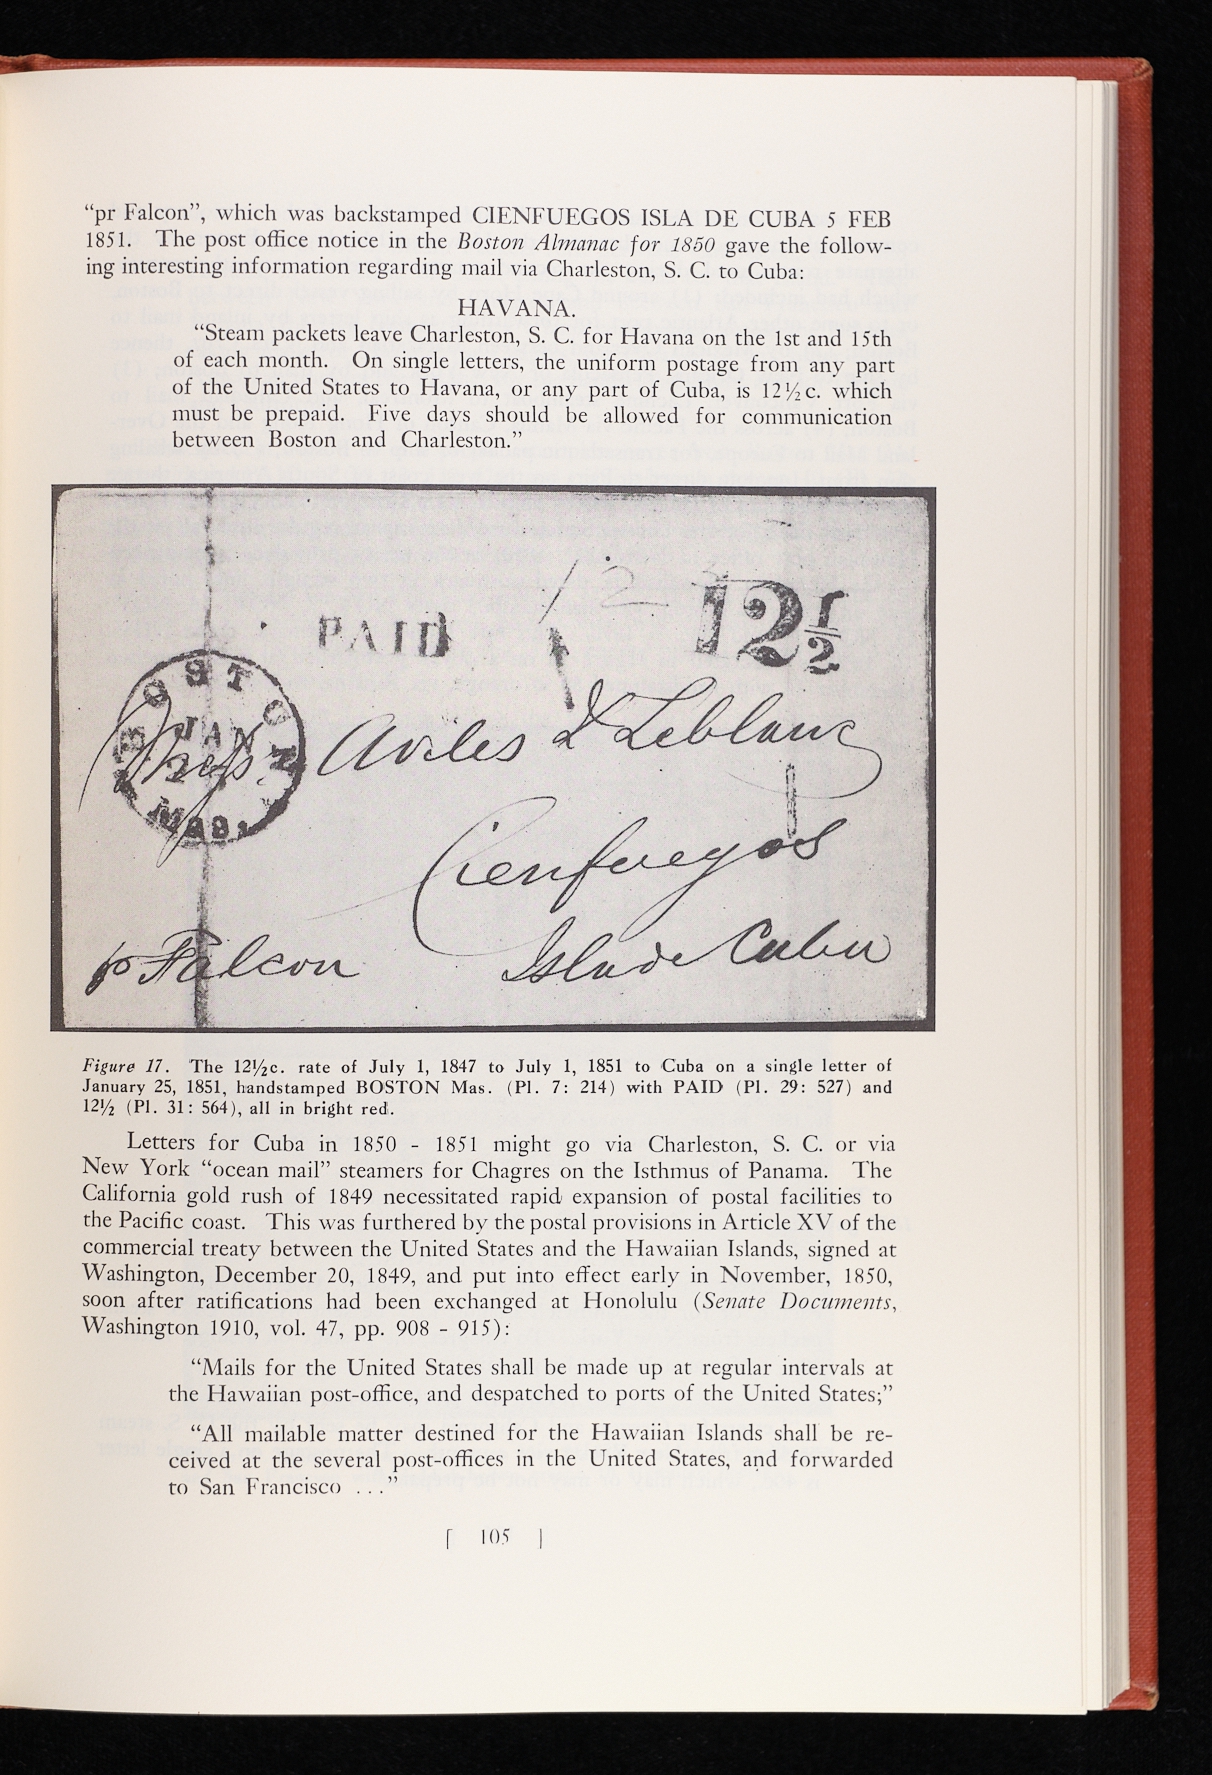 “pr Falcon”, which was backstamped CIENFUEGOS ISLA DE CUBA 5 FEB
1851. The post office notice in the Boston Almanac for 1850 gave the follow-
ing interesting information regarding mail via Charleston, S. C. to Cuba:
HAVANA.
“Steam packets leave Charleston, S. C. for Havana on the 1st and 15th
of each month. On single letters, the uniform postage from any part
of the United States to Havana, or any part of Cuba, is 12½c. which
must be prepaid. Five days should be allowed for communication
between Boston and Charleston.”
12
PAID
12½
BOSTON
JAN
Mas.
Mess Aviles & Leblanc
Cienfuegos
p Falcon
Isla de Cuba
Figure 17. The 12½c. rate of July 1, 1847 to July 1, 1851 to Cuba on a single letter of
January 25, 1851, handstamped BOSTON Mas. (Pl. 7: 214) with PAID (Pl. 29: 527) and
12½ (Pl. 31: 564), all in bright red.
Letters for Cuba in 1850 - 1851 might go via Charleston, S. C. or via
New York “ocean mail” steamers for Chagres on the Isthmus of Panama. The
California gold rush of 1849 necessitated rapid expansion of postal facilities to
the Pacific coast. This was furthered by the postal provisions in Article XV of the
commercial treaty between the United States and the Hawaiian Islands, signed at
Washington, December 20, 1849, and put into effect early in November, 1850,
soon after ratifications had been exchanged at Honolulu (Senate Documents,
Washington 1910, vol. 47, pp. 908 - 915):
“Mails for the United States shall be made up at regular intervals at
the Hawaiian post-office, and despatched to ports of the United States;”
“All mailable matter destined for the Hawaiian Islands shall be re-
ceived at the several post-offices in the United States, and forwarded
to San Francisco ...”
[ 105 ]